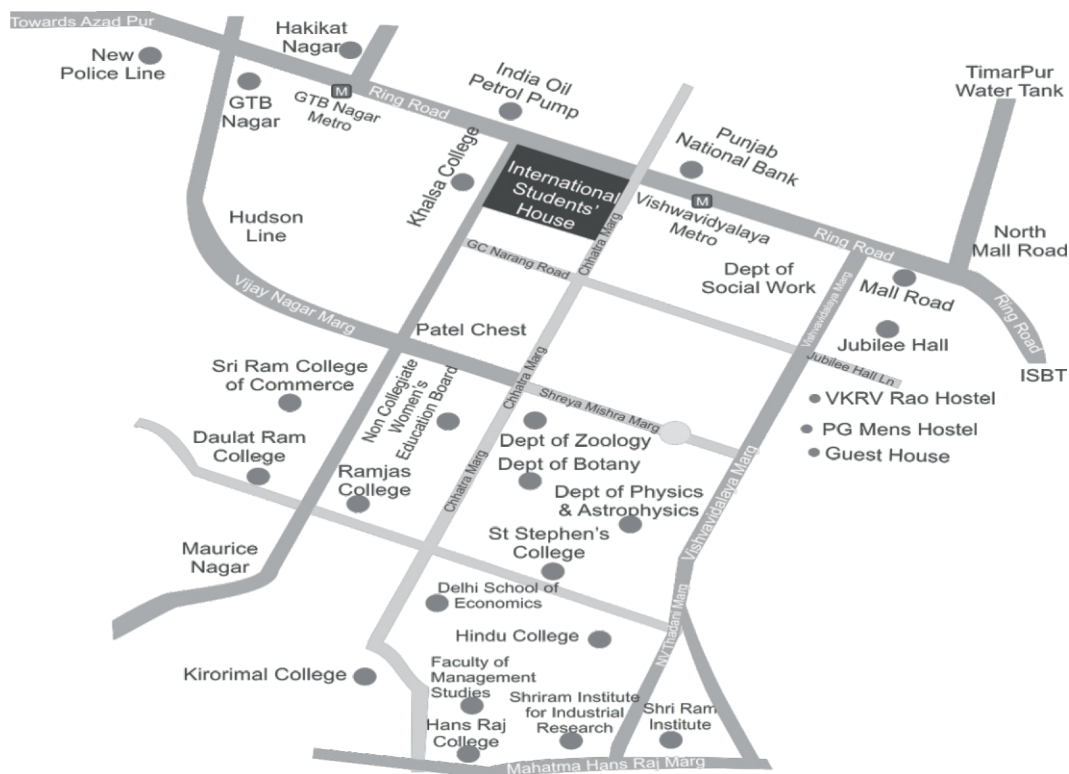 Towards Azad Pur
New
Police Line
Hakikat
Nagar
GTB
Nagar
M
GTB Nagar
Metro
Ring Road
India Oil
Petrol Pump
TimarPur
Water Tank
Khalsa College
International
Students'
House
Punjab
National Bank
M
Vishwavidyalaya
Metro
Ring Road
North
Mall Road
Ring Road
ISBT
Hudson
Line
GC Narang Road
Chhatra Marg
Dept of
Social Work
Vishvavidalaya Marg
Mall Road
Jubilee Hall
Jubilee Hall Ln
Vijay Nagar Marg
Patel Chest
Sri Ram College
of Commerce
Non Collegiate
Women's
Education Board
Chhatra Marg
Shreya Mishra Marg
VKRV Rao Hostel
PG Mens Hostel
Guest House
Daulat Ram
College
Ramjas
College
Chhatra Marg
Dept of Zoology
Dept of Botany
Dept of Physics
& Astrophysics
Vishvavidalaya Marg
St Stephen's
College
Maurice
Nagar
Delhi School of
Economics
Hindu College
NV Thadani Marg
Kirorimal College
Faculty of
Management
Studies
Hans Raj
College
Shriram Institute
for Industrial
Research
Shri Ram
Institute
Mahatma Hans Raj Marg